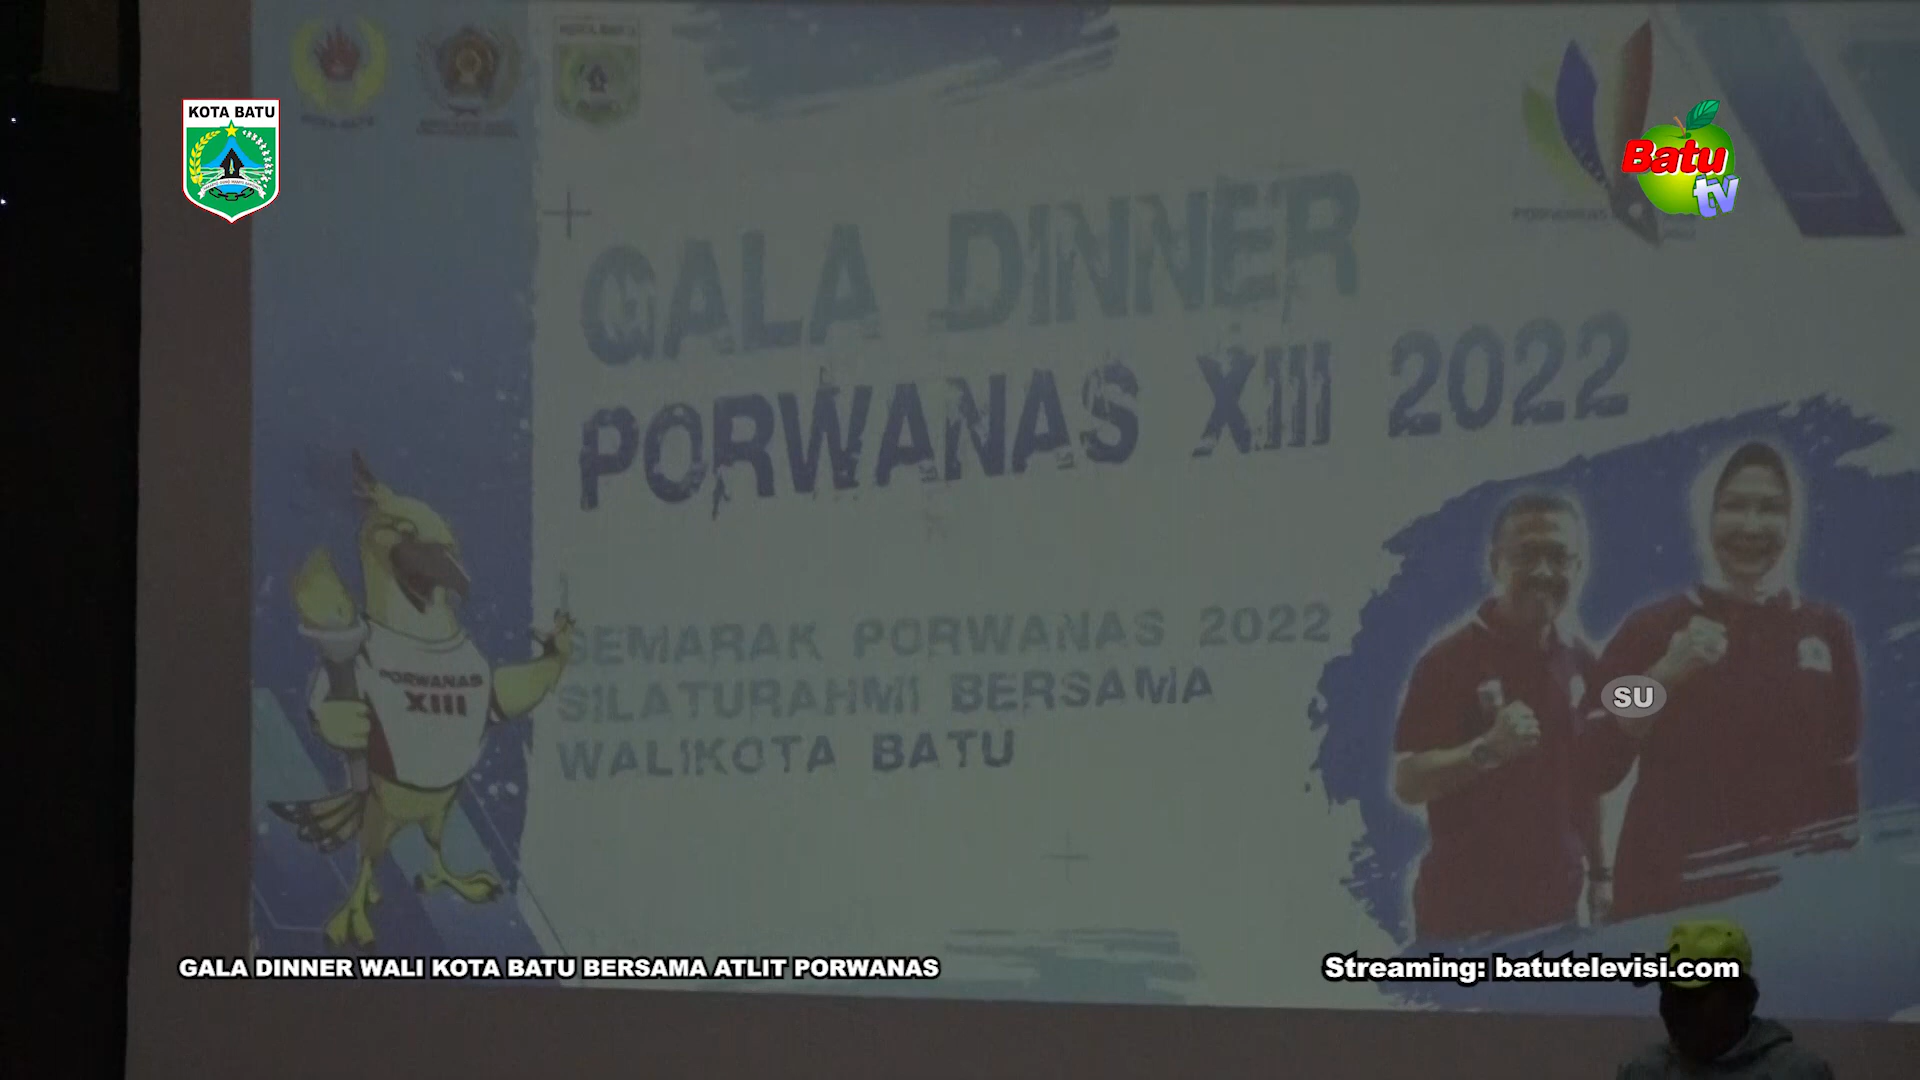 KOTA BATU
Batu
tv
GALA DINNER
PORWANAS XIII 2022
SEMARAK PORWANAS 2022
SILATURAHMI BERSAMA
WALIKOTA BATU
PORWANAS
XIII
SU
GALA DINNER WALI KOTA BATU BERSAMA ATLIT PORWANAS
Streaming: batutelevisi.com